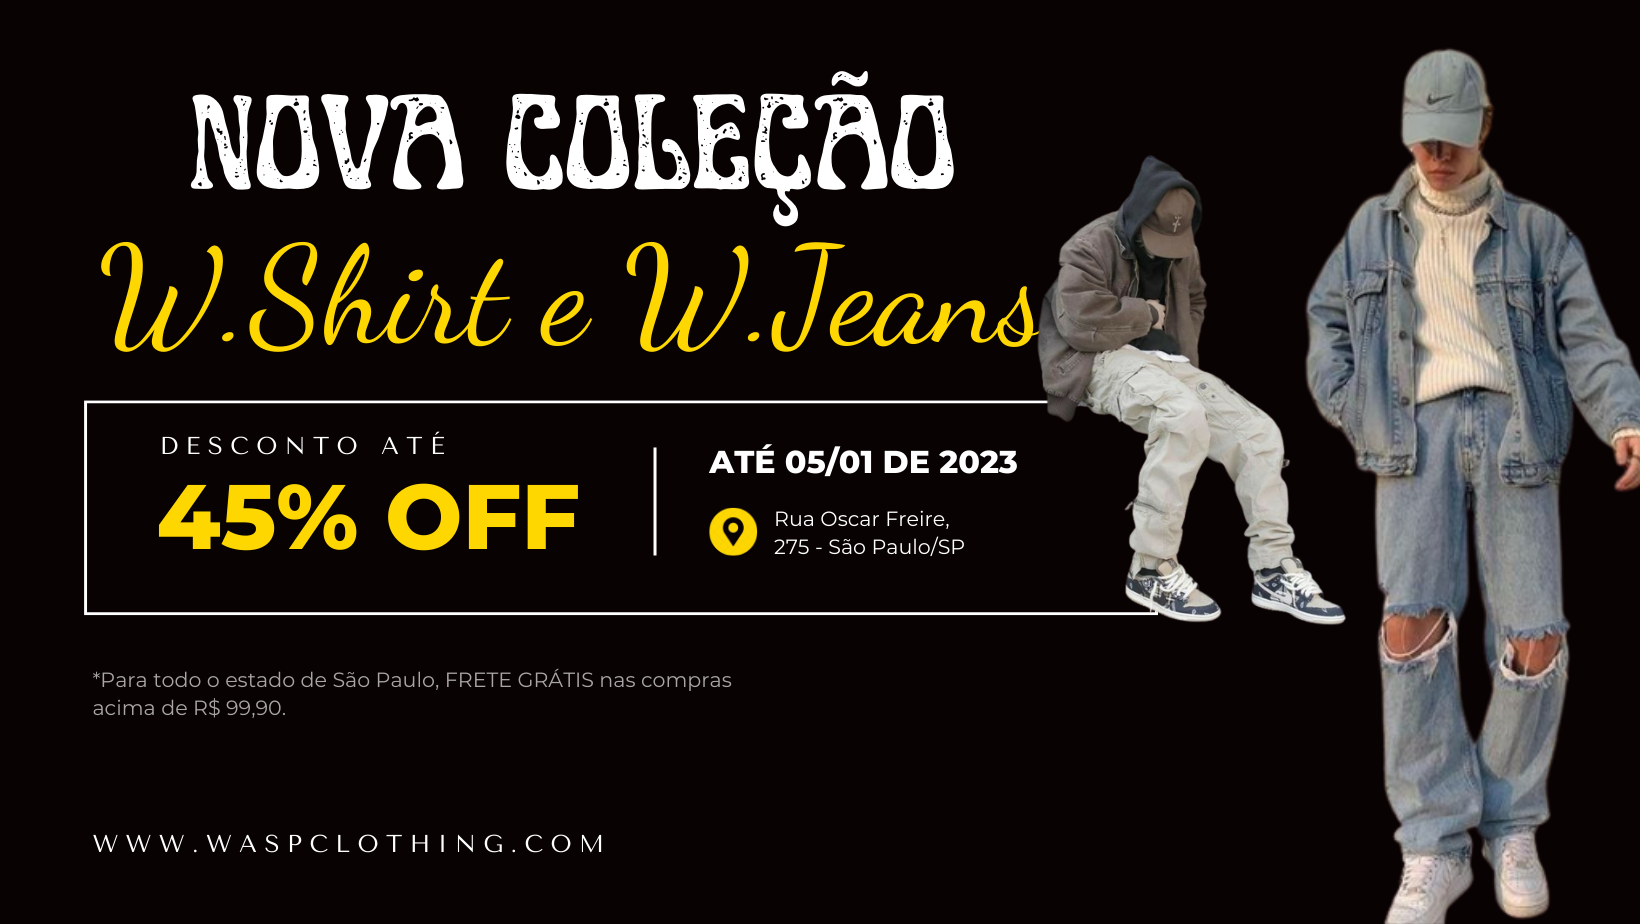 NOVA COLEÇÃO
W.Shirt e W.Jeans
DESCONTO ATÉ
45% OFF
ATÉ 05/01 DE 2023
Rua Oscar Freire,
275 - São Paulo/SP
*Para todo o estado de São Paulo, FRETE GRÁTIS nas compras
acima de R$ 99,90.
WWW.WASPCLOTHING.COM